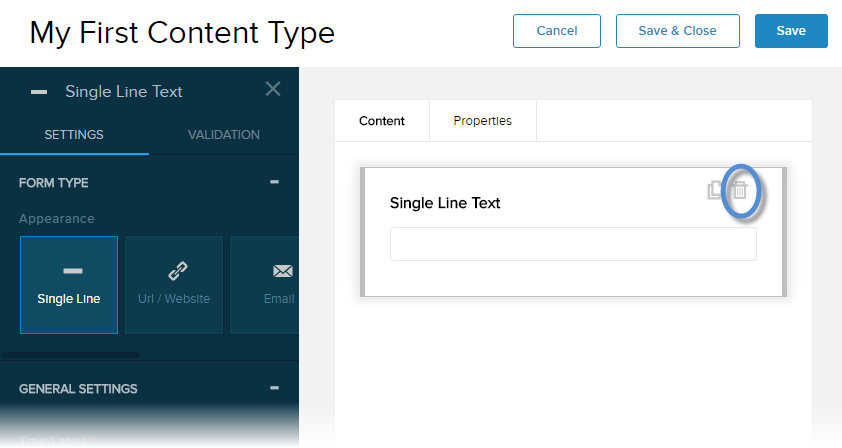 My First Content Type
Cancel
Save & Close
Save
Single Line Text
SETTINGS
VALIDATION
FORM TYPE
Appearance
Single Line
Url / Website
Email
GENERAL SETTINGS
Content
Properties
Single Line Text